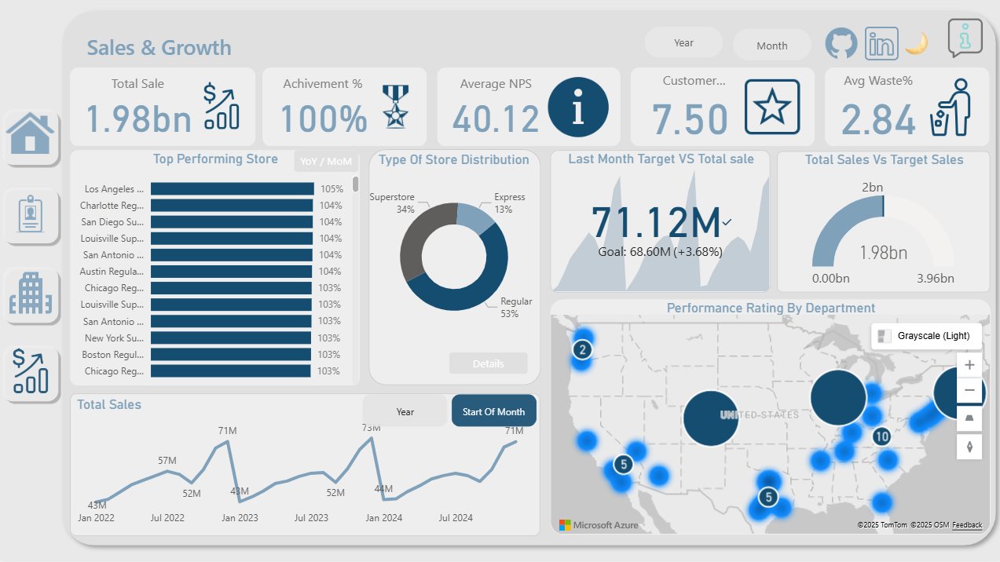 Sales & Growth
Year
Month
Total Sale
1.98bn
Achivement %
100%
Average NPS
40.12
Customer...
7.50
Avg Waste%
2.84
Top Performing Store
YoY / MoM
Los Angeles ... 105%
Charlotte Reg... 104%
San Diego Su... 104%
Louisville Sup... 104%
San Antonio ... 104%
Austin Regula... 104%
Chicago Reg... 103%
Louisville Sup... 103%
San Antonio ... 103%
New York Su... 103%
Boston Regul... 103%
Chicago Reg... 103%
Type Of Store Distribution
Superstore
34%
Express
13%
Regular
53%
Details
Last Month Target VS Total sale
71.12M
Goal: 68.60M (+3.68%)
Total Sales Vs Target Sales
2bn
1.98bn
0.00bn
3.96bn
Total Sales
Year
Start Of Month
43M
57M
52M
71M
43M
52M
73M
44M
71M
Jan 2022
Jul 2022
Jan 2023
Jul 2023
Jan 2024
Jul 2024
Performance Rating By Department
Grayscale (Light)
2
UNITED STATES
10
5
5
Microsoft Azure
©2025 TomTom ©2025 OSM Feedback